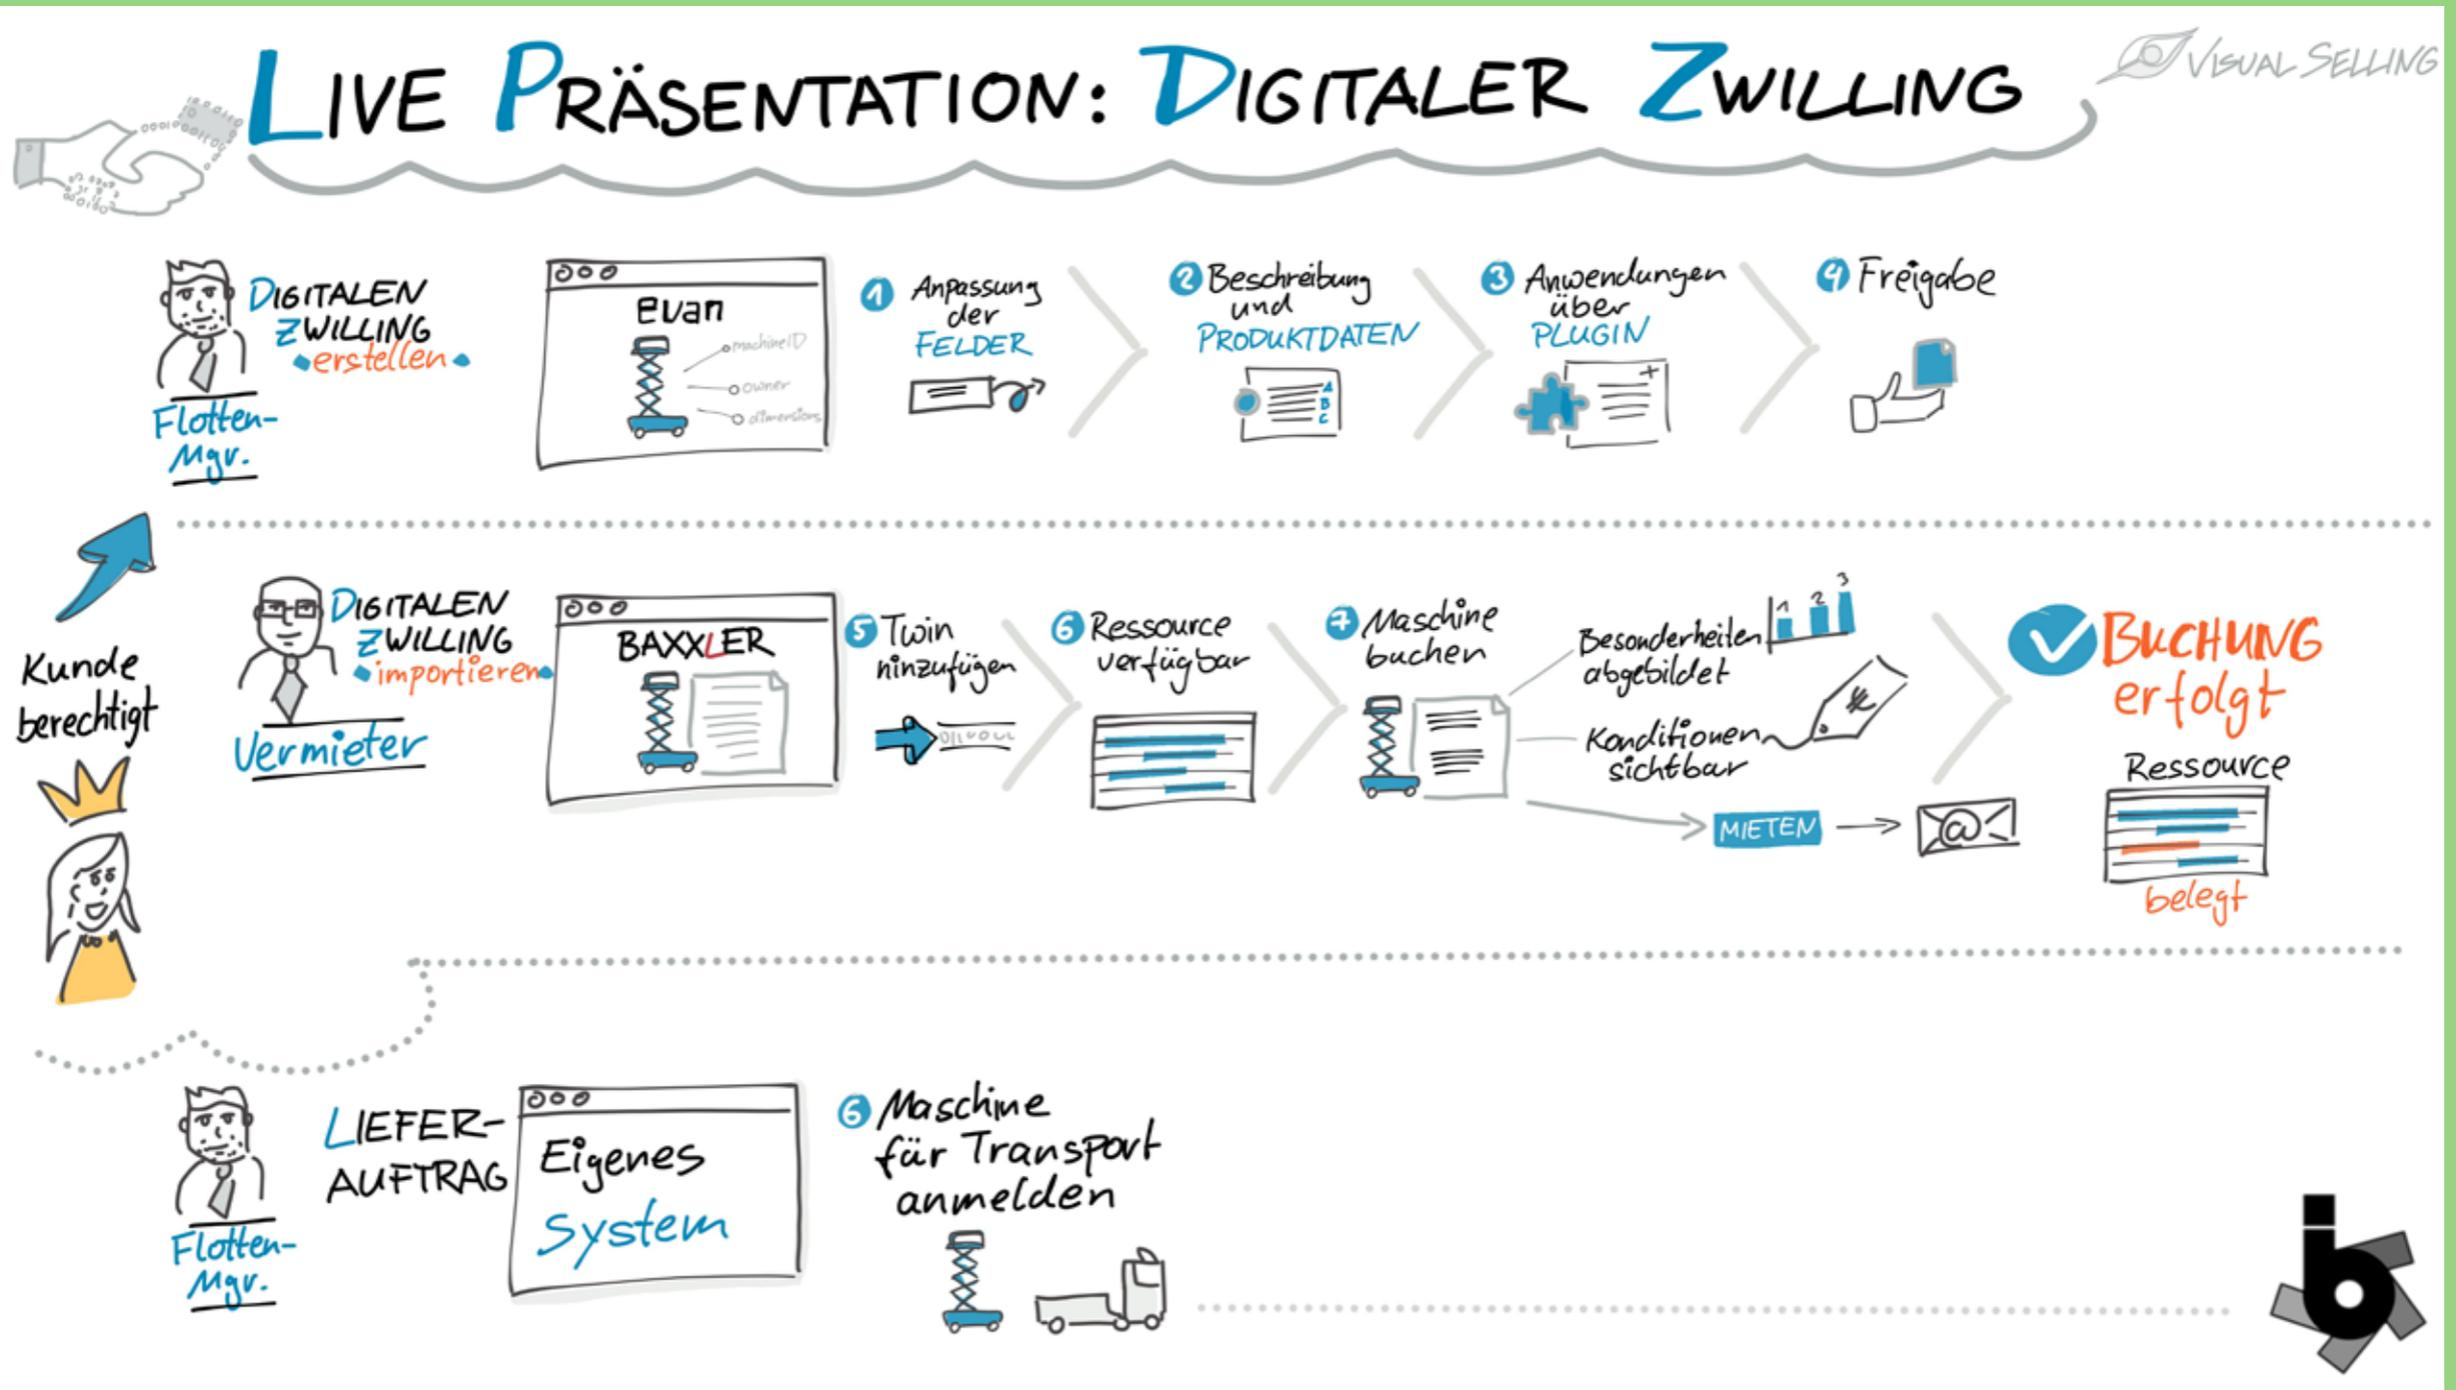 LIVE PRÄSENTATION: DIGITALER ZWILLING
VISUAL SELLING
DIGITALEN
ZWILLING
erstellen
Flotten-
Mgr.
evan
machineID
owner
dimensions
1 Anpassung
der
FELDER
2 Beschreibung
und
PRODUKTDATEN
A
B
C
3 Anwendungen
über
PLUGIN
4 Freigabe
Kunde
berechtigt
DIGITALEN
ZWILLING
importieren
Vermieter
BAXXLER
5 Twin
hinzufügen
6 Ressource
verfügbar
7 Maschine
buchen
Besonderheiten
abgebildet
1 2 3
Konditionen
sichtbar
€
MIETEN
@
BUCHUNG
erfolgt
Ressource
belegt
Flotten-
Mgr.
LIEFER-
AUFTRAG
Eigenes
System
6 Maschine
für Transport
anmelden
b